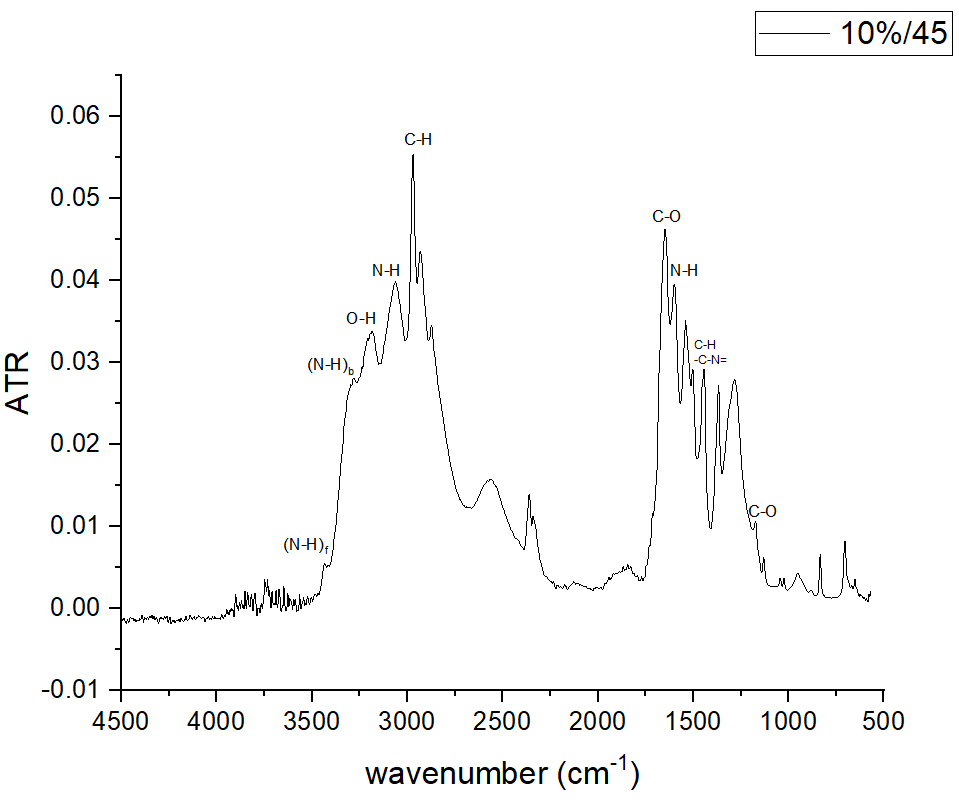 10%/45
C-H
C-O
N-H
N-H
O-H
(N-H)b
C-H
-C-N=
C-O
(N-H)f
ATR
0.06
0.05
0.04
0.03
0.02
0.01
0.00
-0.01
4500 4000 3500 3000 2500 2000 1500 1000 500
wavenumber (cm-1)